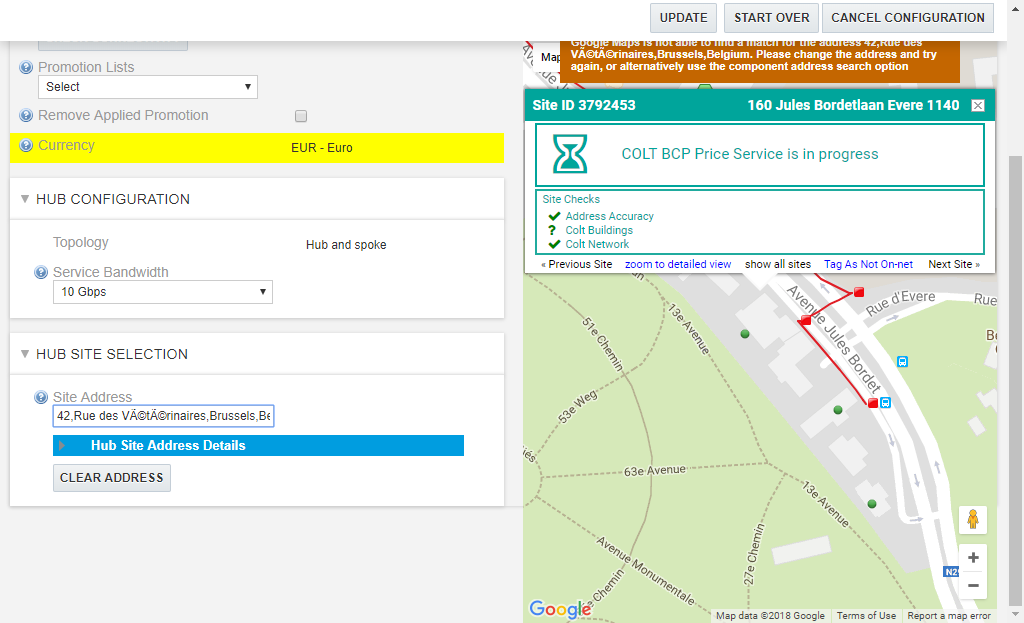 UPDATE
START OVER
CANCEL CONFIGURATION
Promotion Lists
Select
Remove Applied Promotion
Currency
EUR - Euro
HUB CONFIGURATION
Topology
Hub and spoke
Service Bandwidth
10 Gbps
HUB SITE SELECTION
Site Address
42,Rue des VÃ©tÃ©rinaires,Brussels,Be
Hub Site Address Details
CLEAR ADDRESS
Map
Google Maps is not able to find a match for the address 42,Rue des
VÃ©tÃ©rinaires,Brussels,Belgium. Please change the address and try
again, or alternatively use the component address search option
Site ID 3792453
160 Jules Bordetlaan Evere 1140
COLT BCP Price Service is in progress
Site Checks
Address Accuracy
? Colt Buildings
Colt Network
« Previous Site
zoom to detailed view
show all sites
Tag As Not On-net
Next Site »
Avenue Jules Bordet
Rue d'Evere
Rue
51e Chemin
13e Avenue
53e Weg
63e Avenue
13e Avenue
27e Chemin
Avenue Monumentale
e Chemin
Google
Map data ©2018 Google
Terms of Use
Report a map error